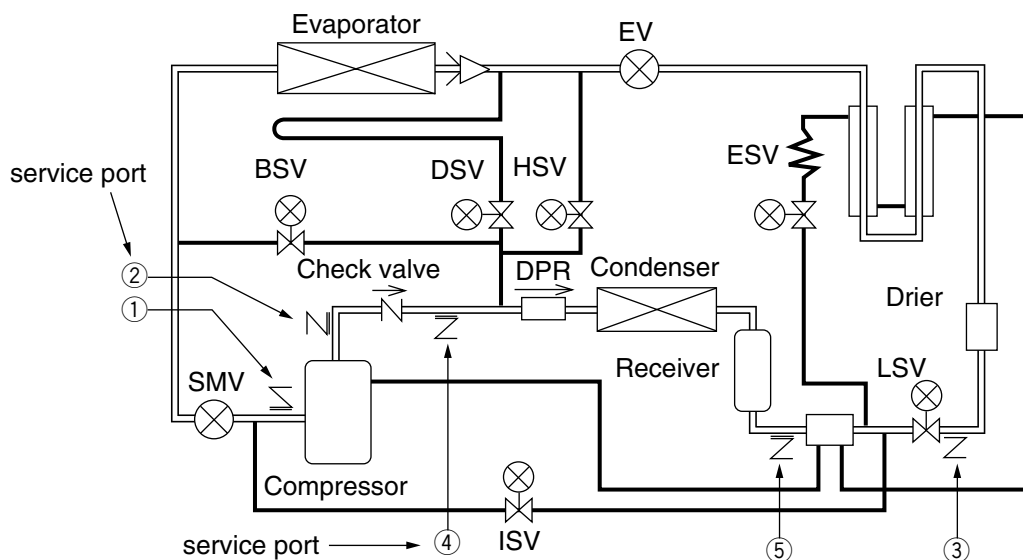 Evaporator
EV
service port
BSV
DSV
HSV
ESV
②
Check valve
DPR
Condenser
①
Drier
SMV
Receiver
LSV
Compressor
service port
④
ISV
⑤
③